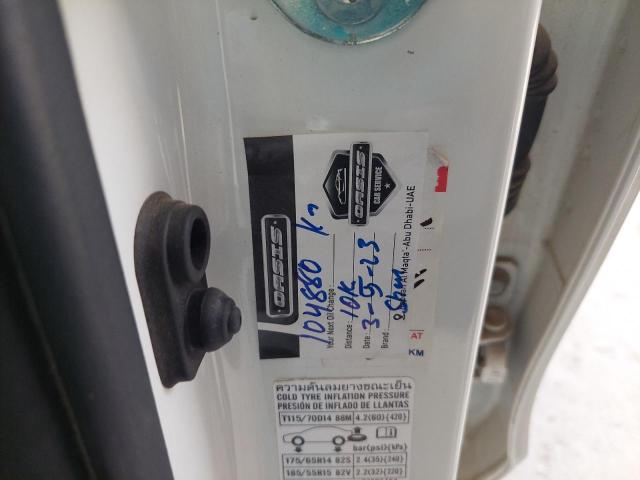 OASIS
OASIS
CAR SERVICE
104880 Km
Your Next Oil Change:
Distance: 10K
Date: 3-5-23
Brand:
Al Maqta'-Abu Dhabi-UAE
AT
KM
ความดันลมยางขณะเย็น
COLD TYRE INFLATION PRESSURE
PRESIÓN DE INFLADO DE LLANTAS
T115/70D14 88M 4.2(60){420}
bar(psi){kPa}
175/65R14 82S 2.4(35){240}
185/55R15 82V 2.2(32){220}